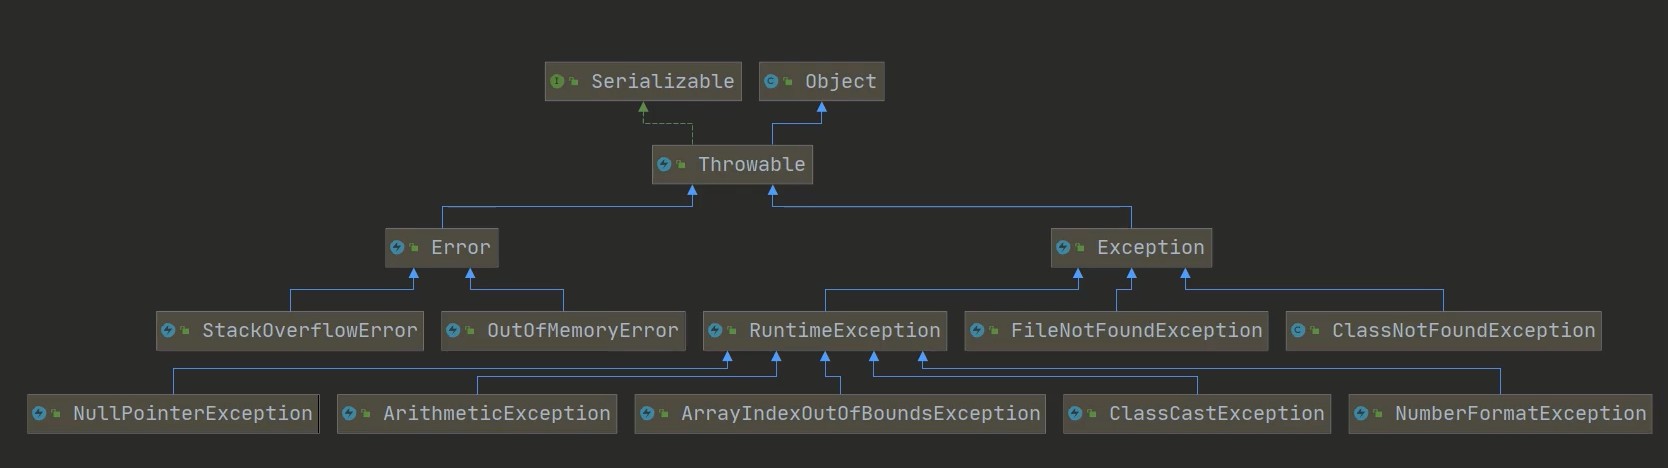 Serializable
Object
Throwable
Error
Exception
StackOverflowError
OutOfMemoryError
RuntimeException
FileNotFoundException
ClassNotFoundException
NullPointerException
ArithmeticException
ArrayIndexOutOfBoundsException
ClassCastException
NumberFormatException